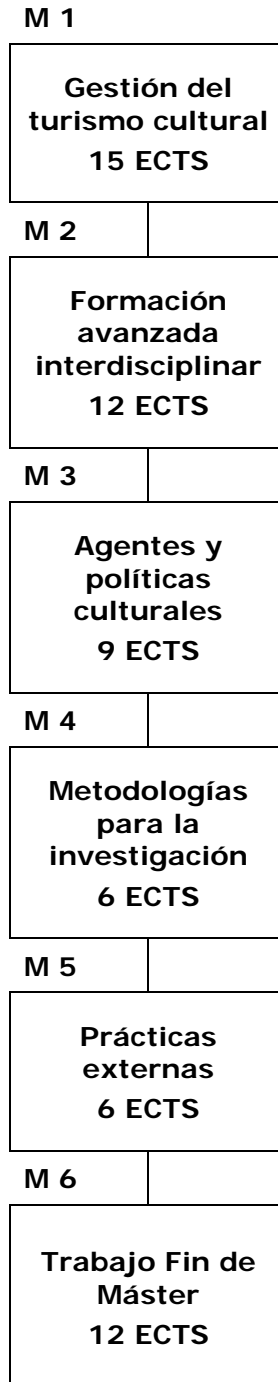 M 1
Gestión del
turismo cultural
15 ECTS
M 2
Formación
avanzada
interdisciplinar
12 ECTS
M 3
Agentes y
políticas
culturales
9 ECTS
M 4
Metodologías
para la
investigación
6 ECTS
M 5
Prácticas
externas
6 ECTS
M 6
Trabajo Fin de
Máster
12 ECTS